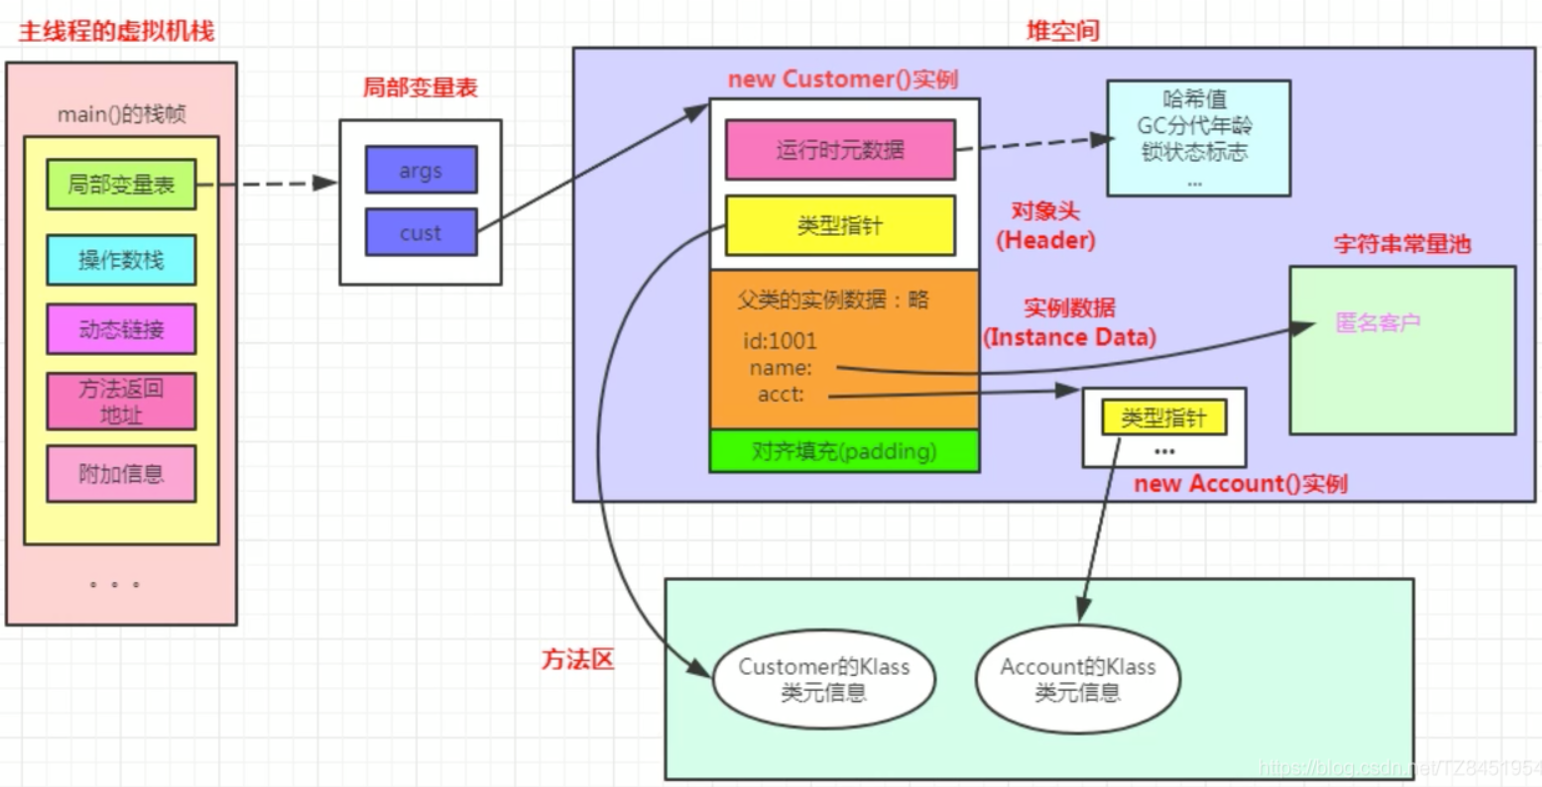 主线程的虚拟机栈
main()的栈帧
局部变量表
操作数栈
动态链接
方法返回
地址
附加信息
。。。
局部变量表
args
cust
堆空间
new Customer()实例
运行时元数据
类型指针
父类的实例数据：略
id:1001
name:
acct:
对齐填充(padding)
哈希值
GC分代年龄
锁状态标志
...
对象头
(Header)
实例数据
(Instance Data)
字符串常量池
匿名客户
类型指针
...
new Account()实例
方法区
Customer的Klass
类元信息
Account的Klass
类元信息
https://blog.csdn.net/TZ8451954